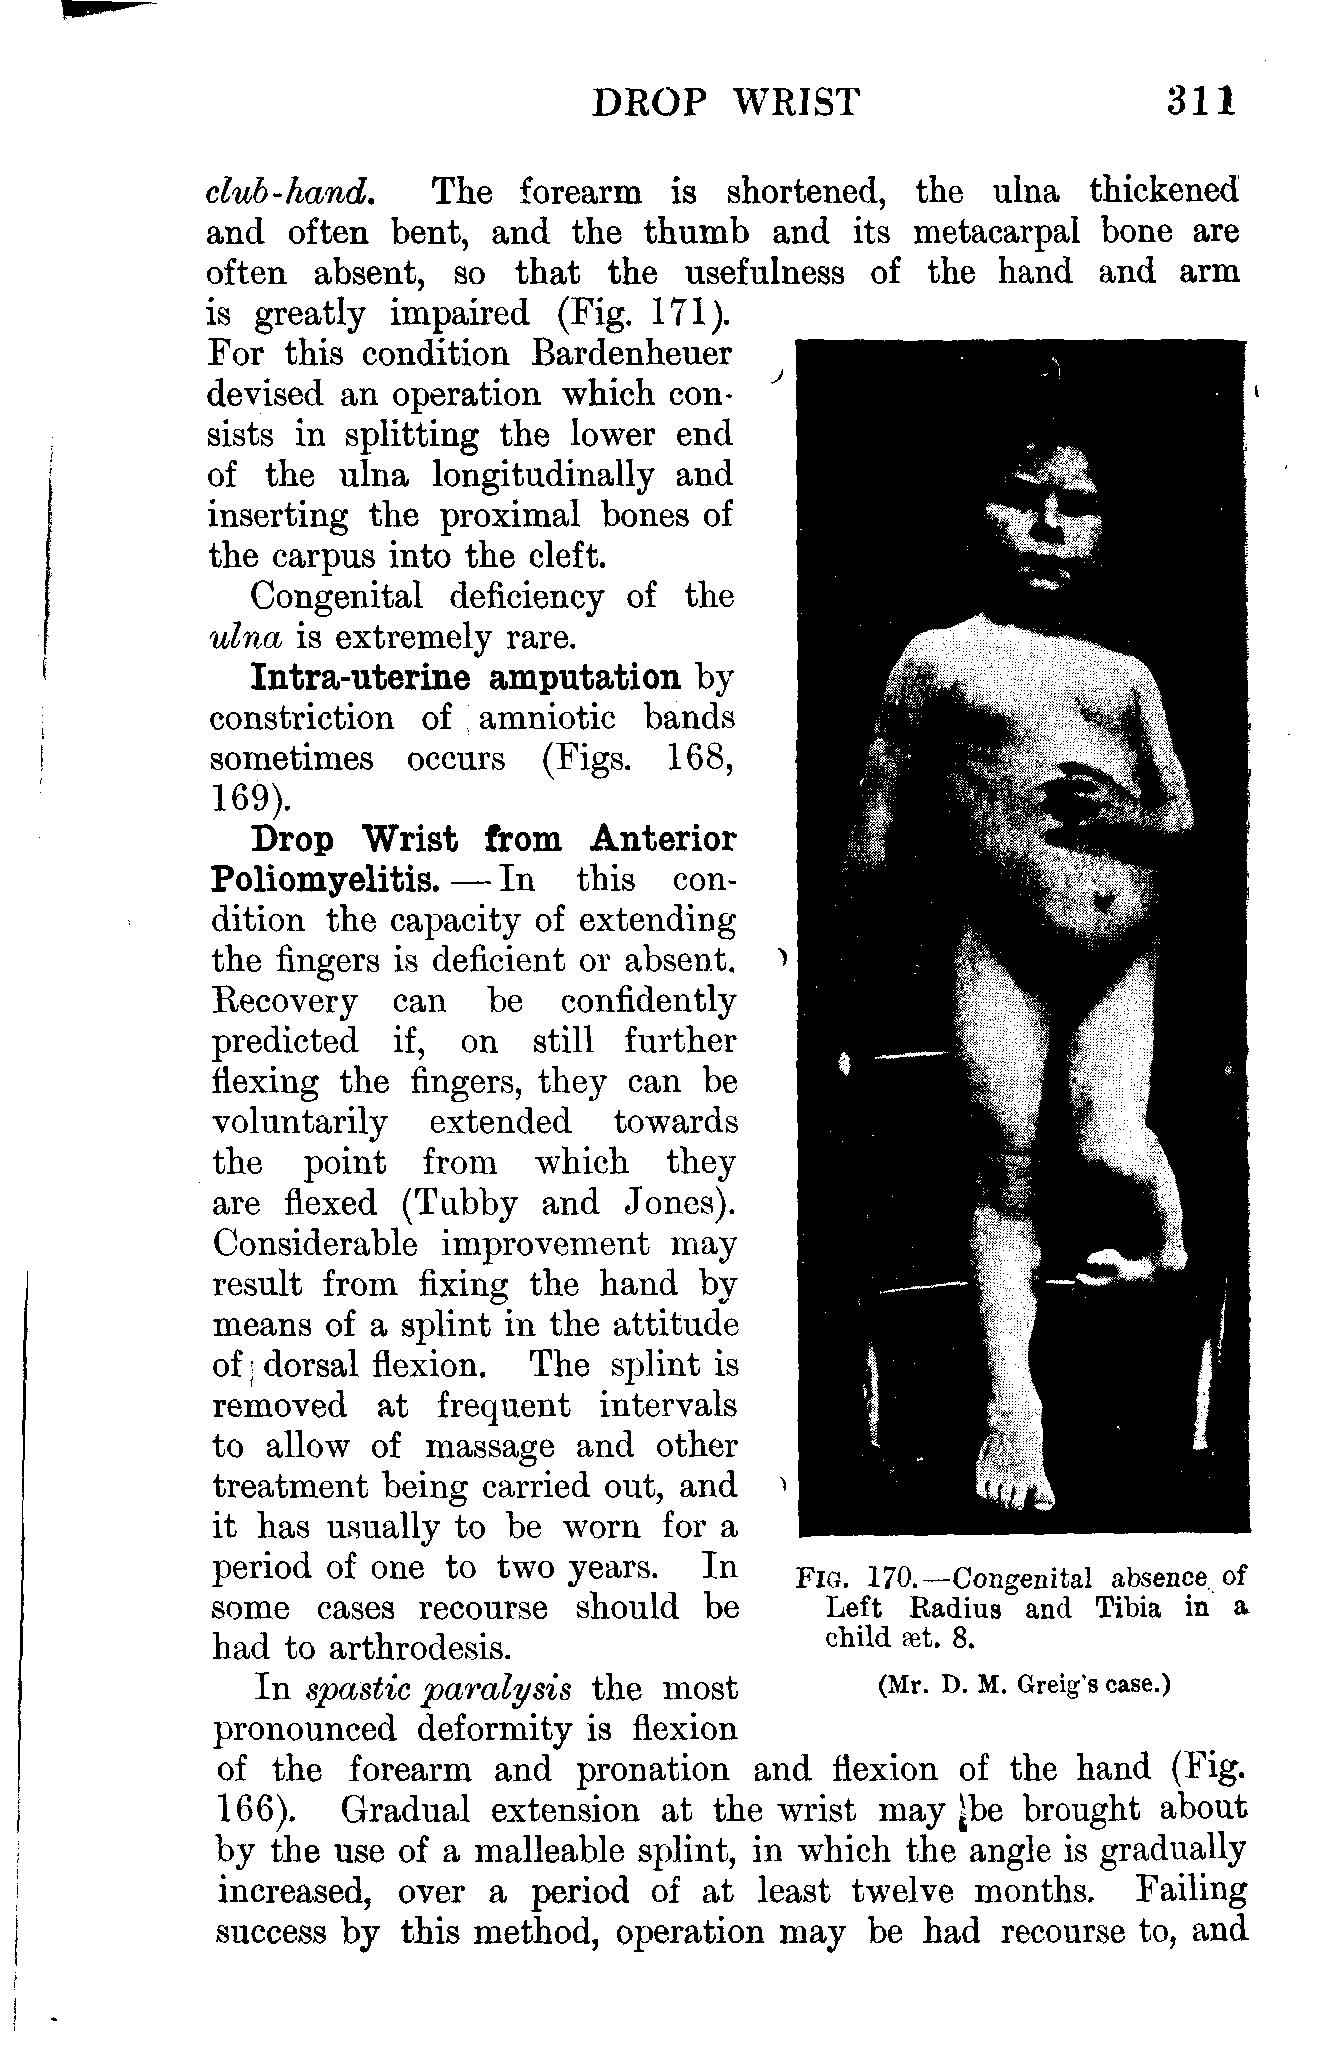 DROP WRIST 311
club-hand. The forearm is shortened, the ulna thickened
and often bent, and the thumb and its metacarpal bone are
often absent, so that the usefulness of the hand and arm
is greatly impaired (Fig. 171).
For this condition Bardenheuer
devised an operation which con-
sists in splitting the lower end
of the ulna longitudinally and
inserting the proximal bones of
the carpus into the cleft.
Congenital deficiency of the
ulna is extremely rare.
Intra-uterine amputation by
constriction of amniotic bands
sometimes occurs (Figs. 168,
169).
Drop Wrist from Anterior
Poliomyelitis. — In this con-
dition the capacity of extending
the fingers is deficient or absent.
Recovery can be confidently
predicted if, on still further
flexing the fingers, they can be
voluntarily extended towards
the point from which they
are flexed (Tubby and Jones).
Considerable improvement may
result from fixing the hand by
means of a splint in the attitude
of dorsal flexion. The splint is
removed at frequent intervals
to allow of massage and other
treatment being carried out, and
it has usually to be worn for a
period of one to two years. In
some cases recourse should be
had to arthrodesis.
In spastic paralysis the most
pronounced deformity is flexion
of the forearm and pronation and flexion of the hand (Fig.
166). Gradual extension at the wrist may be brought about
by the use of a malleable splint, in which the angle is gradually
increased, over a period of at least twelve months. Failing
success by this method, operation may be had recourse to, and
FIG. 170.—Congenital absence of
Left Radius and Tibia in a
child æt. 8.
(Mr. D. M. Greig's case.)